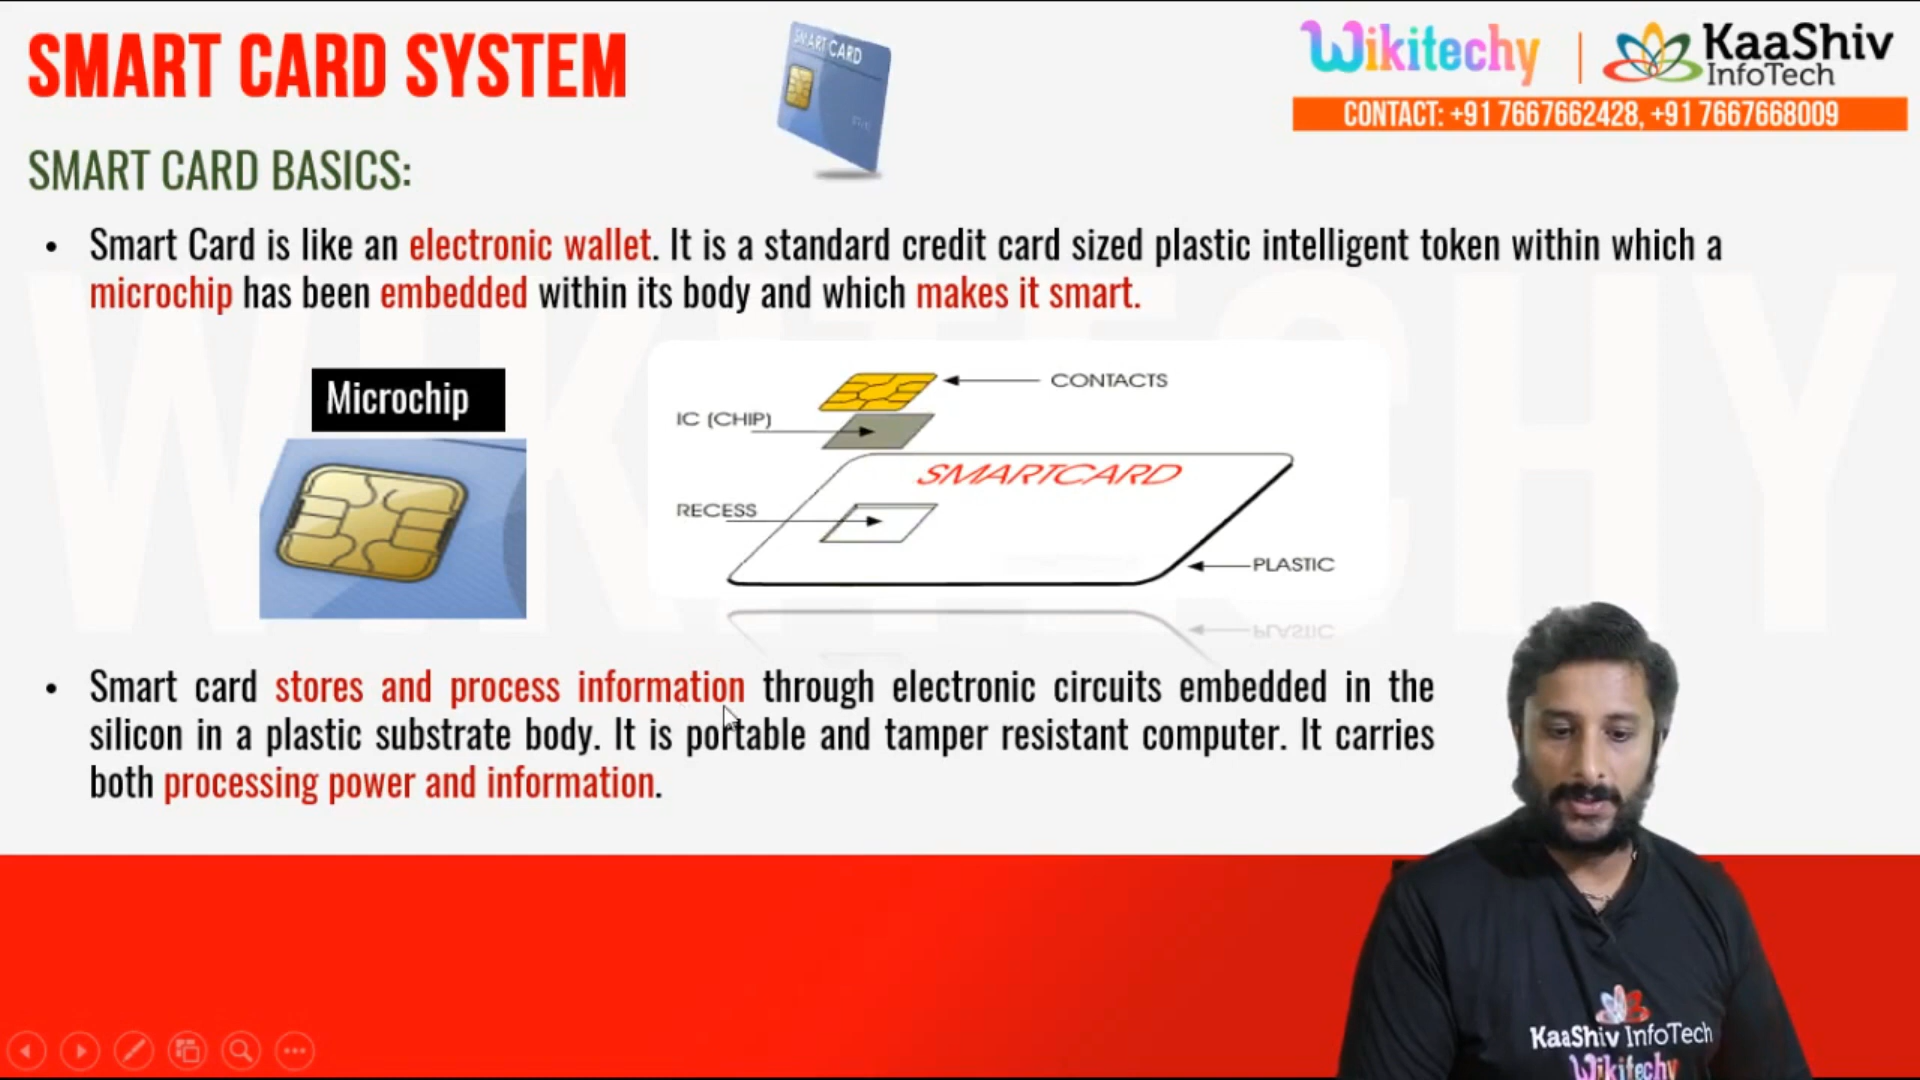 SMART CARD SYSTEM
SMART CARD
Wikitechy
KaaShiv
InfoTech
CONTACT: +91 7667662428, +91 7667668009
SMART CARD BASICS:
• Smart Card is like an electronic wallet. It is a standard credit card sized plastic intelligent token within which a
microchip has been embedded within its body and which makes it smart.
WIKITECHY
Microchip
CONTACTS
IC (CHIP)
SMARTCARD
RECESS
PLASTIC
PLASTIC
• Smart card stores and process information through electronic circuits embedded in the
silicon in a plastic substrate body. It is portable and tamper resistant computer. It carries
both processing power and information.
KaaShiv InfoTech
Wikitechy